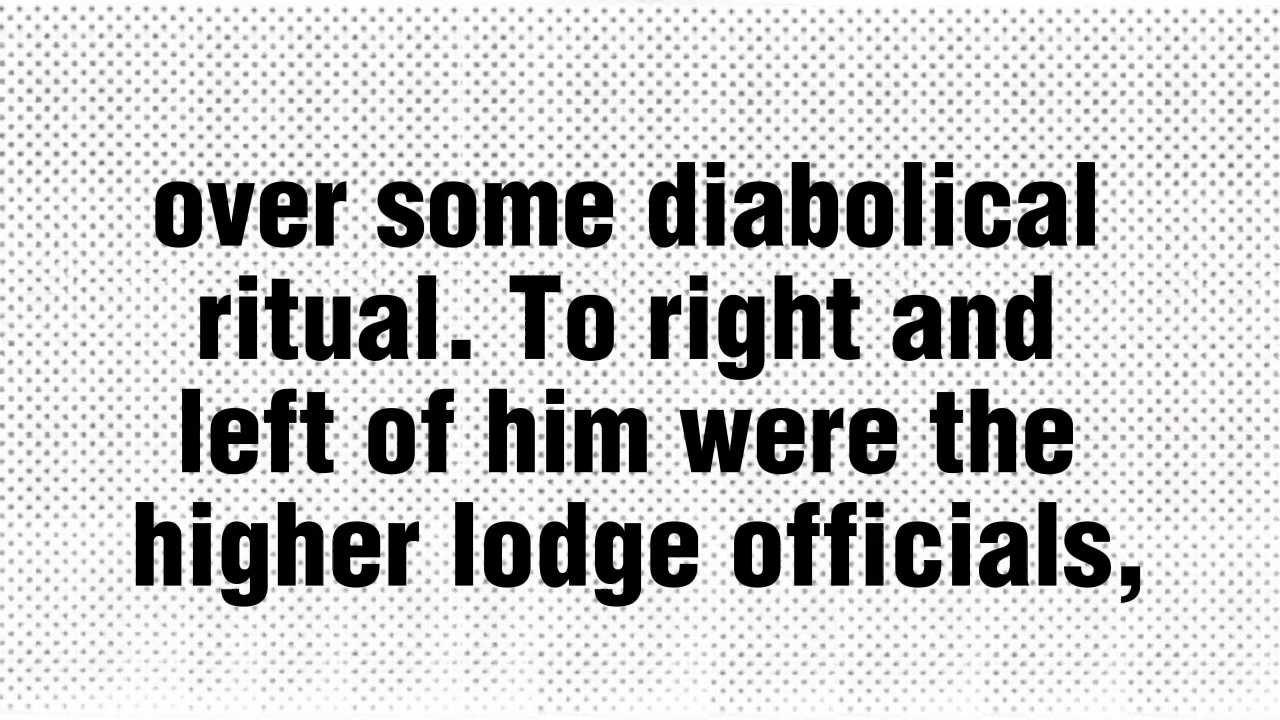 over some diabolical
ritual. To right and
left of him were the
higher lodge officials,